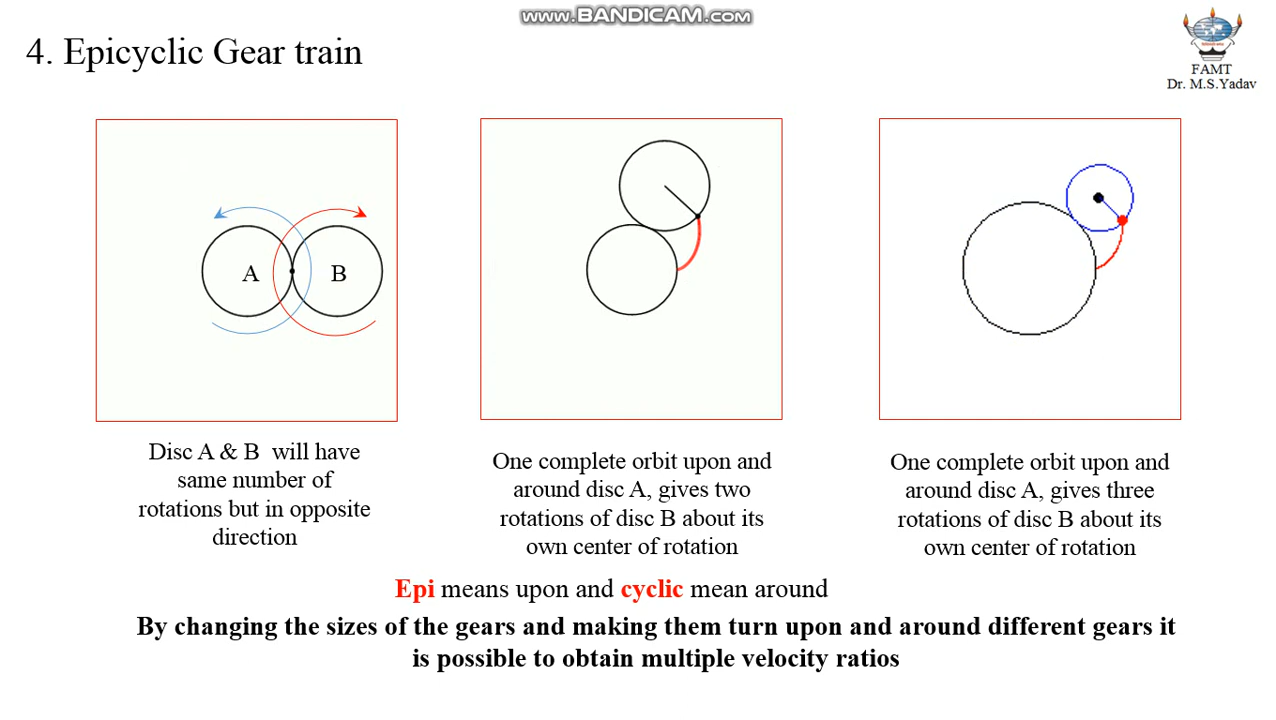 www.BANDICAM.com
4. Epicyclic Gear train
FAMT
Dr. M.S.Yadav
A
B
Disc A & B will have
same number of
rotations but in opposite
direction
One complete orbit upon and
around disc A, gives two
rotations of disc B about its
own center of rotation
One complete orbit upon and
around disc A, gives three
rotations of disc B about its
own center of rotation
Epi means upon and cyclic mean around
By changing the sizes of the gears and making them turn upon and around different gears it
is possible to obtain multiple velocity ratios